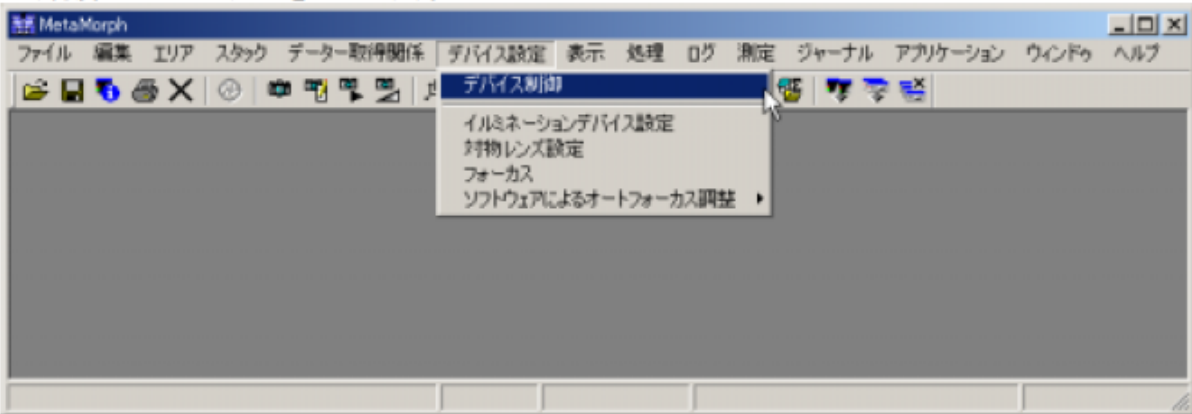 MetaMorph
ファイル 編集 エリア スタック データー取得関係 デバイス設定 表示 処理 ログ 測定 ジャーナル アプリケーション ウィンドゥ ヘルプ
デバイス制御
イルミネーションデバイス設定
対物レンズ設定
フォーカス
ソフトウェアによるオートフォーカス調整